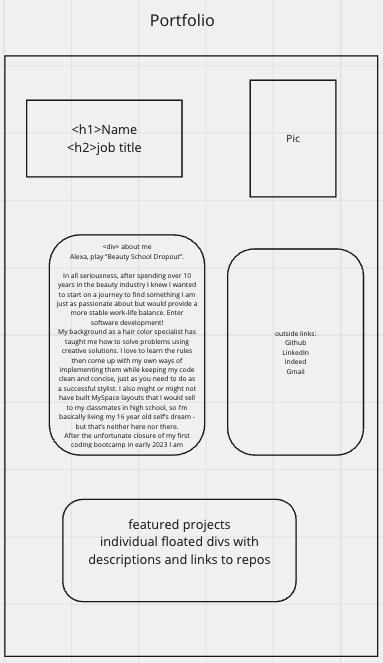 Portfolio
<h1>Name
<h2>job title
Pic
<div> about me
Alexa, play “Beauty School Dropout”.
In all seriousness, after spending over 10
years in the beauty industry I knew I wanted
to start on a journey to find something I am
just as passionate about but would provide a
more stable work-life balance. Enter
software development!
My background as a hair color specialist has
taught me how to solve problems using
creative solutions. I love to learn the rules
then come up with my own ways of
implementing them while keeping my code
clean and concise, just as you need to do as
a successful stylist. I also might or might not
have built MySpace layouts that I would sell
to my classmates in high school, so I'm
basically living my 16 year old self's dream -
but that's neither here nor there.
After the unfortunate closure of my first
coding bootcamp in early 2023 I am
outside links:
Github
LinkedIn
Indeed
Gmail
featured projects
individual floated divs with
descriptions and links to repos